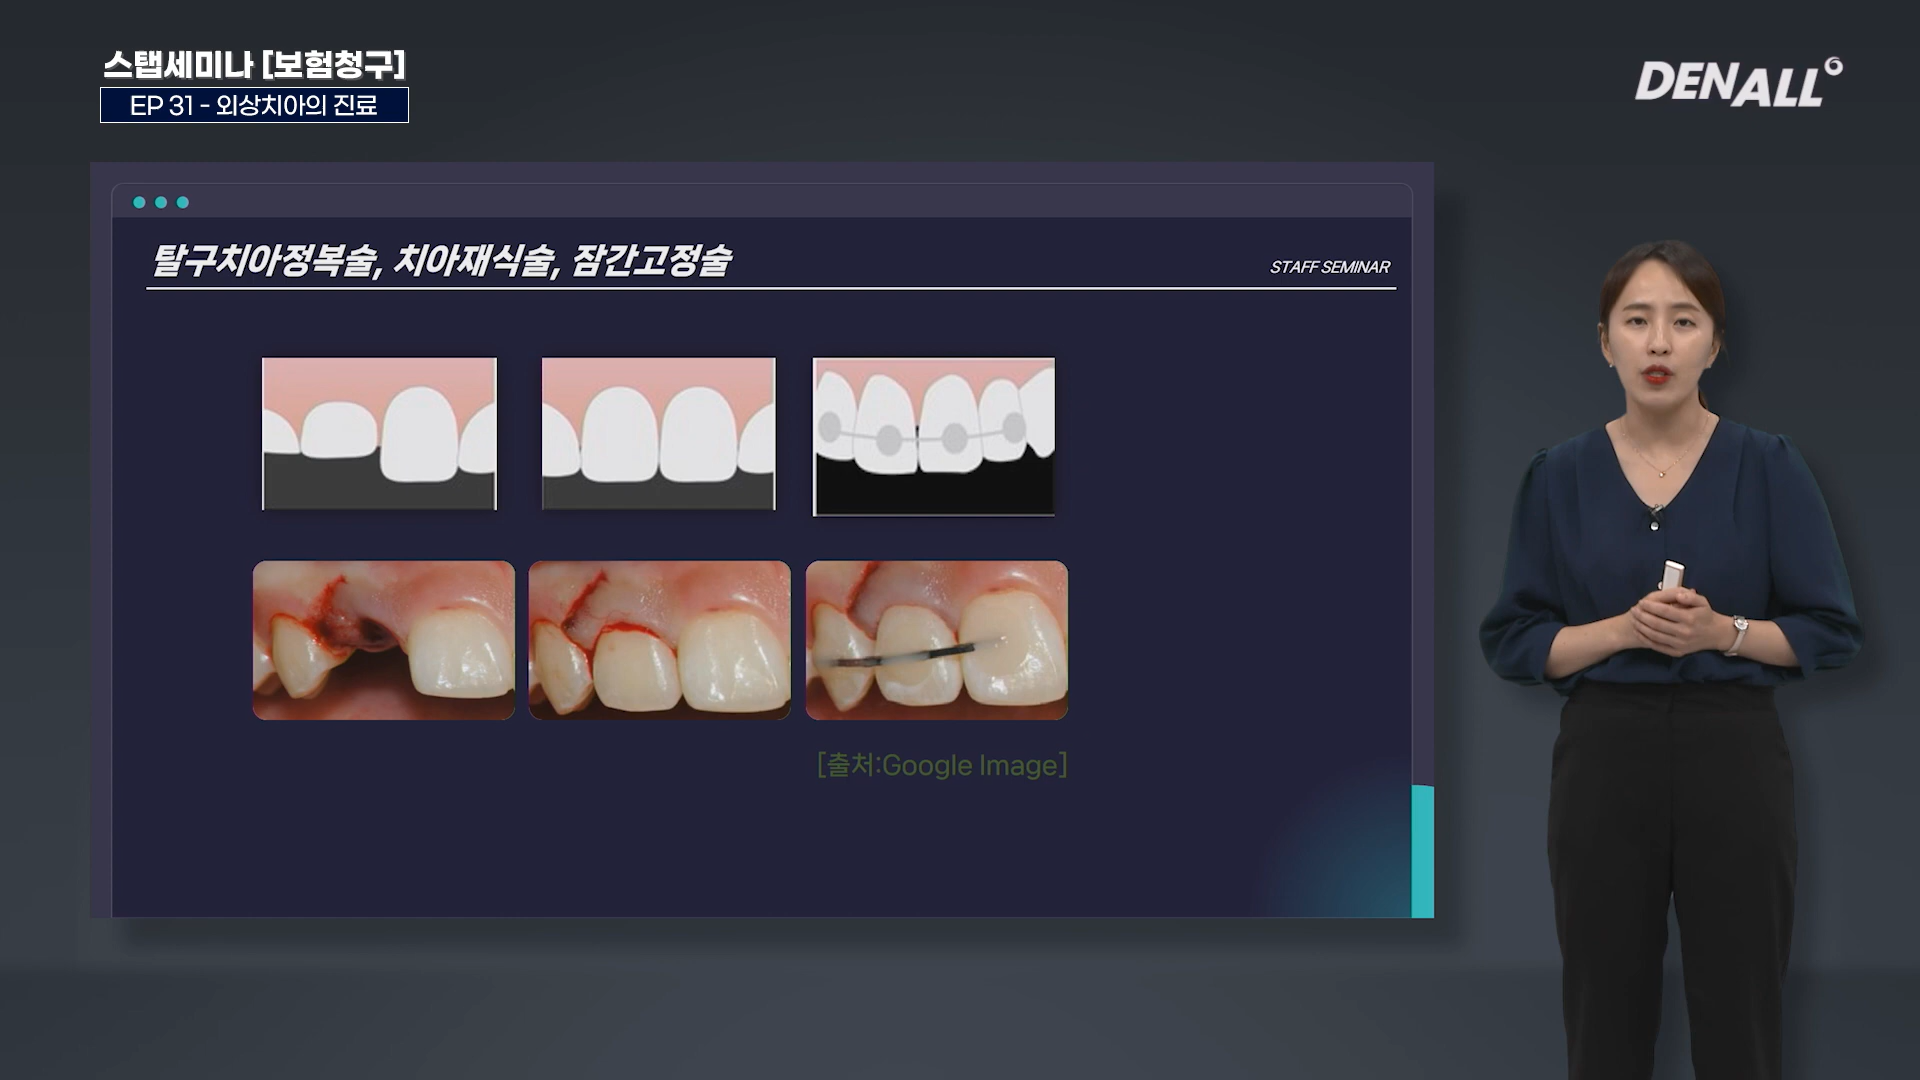 스탭세미나 [보험청구]
EP 31 - 외상치아의 진료
DENALL
탈구치아정복술, 치아재식술, 잠간고정술
STAFF SEMINAR
[출처:Google Image]